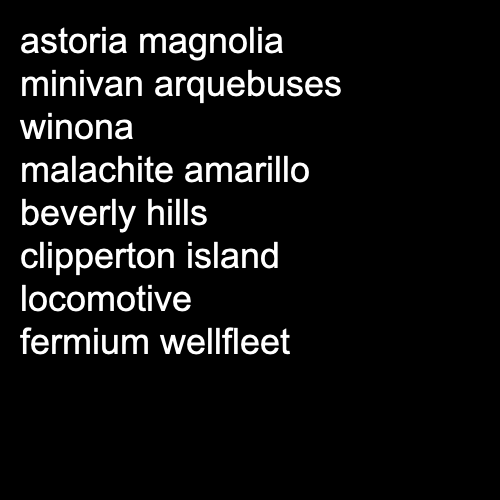 astoria magnolia
minivan arquebuses
winona
malachite amarillo
beverly hills
clipperton island
locomotive
fermium wellfleet